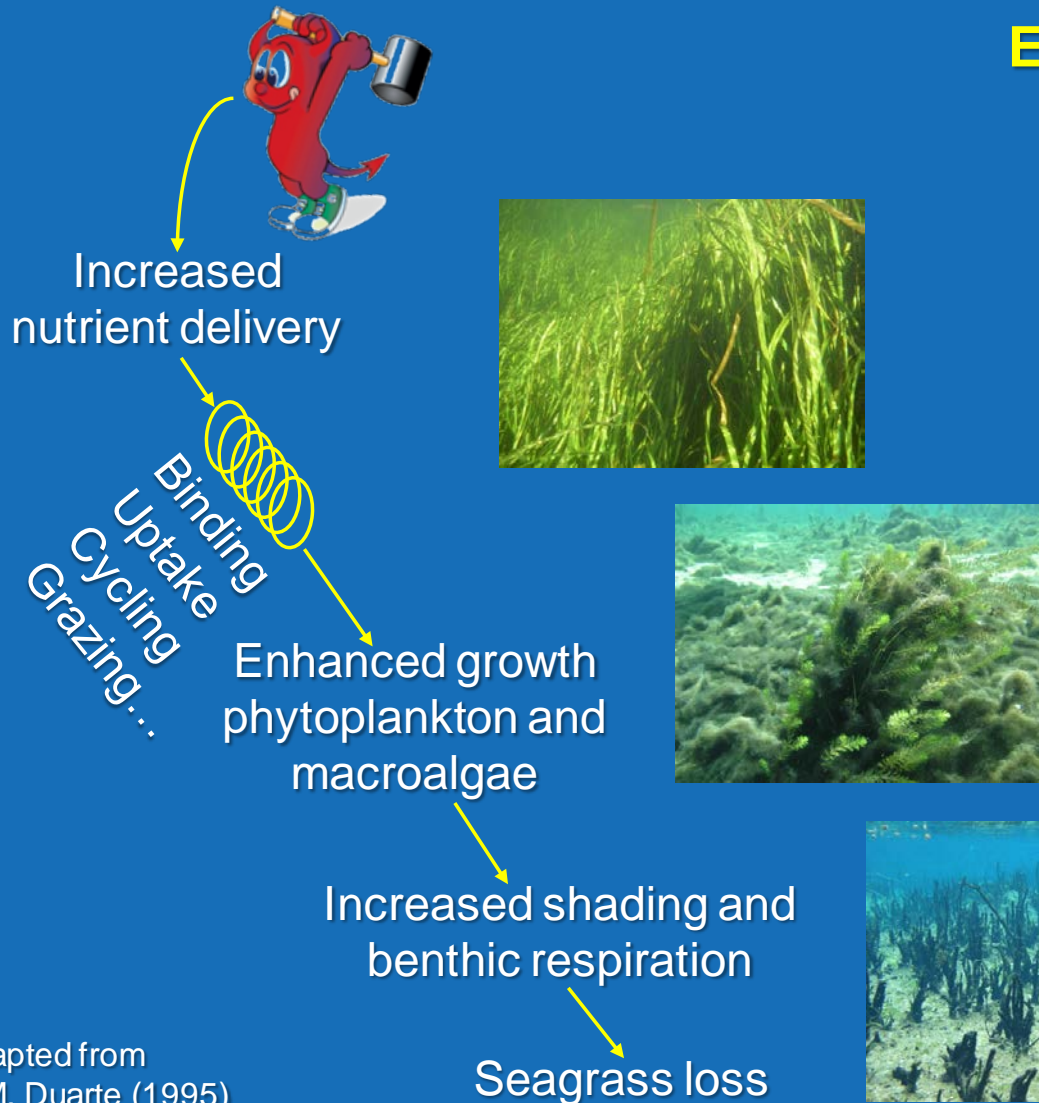 E
Increased
nutrient delivery
Binding
Uptake
Cycling
Grazing…
Enhanced growth
phytoplankton and
macroalgae
Increased shading and
benthic respiration
Seagrass loss
apted from
M. Duarte (1995)